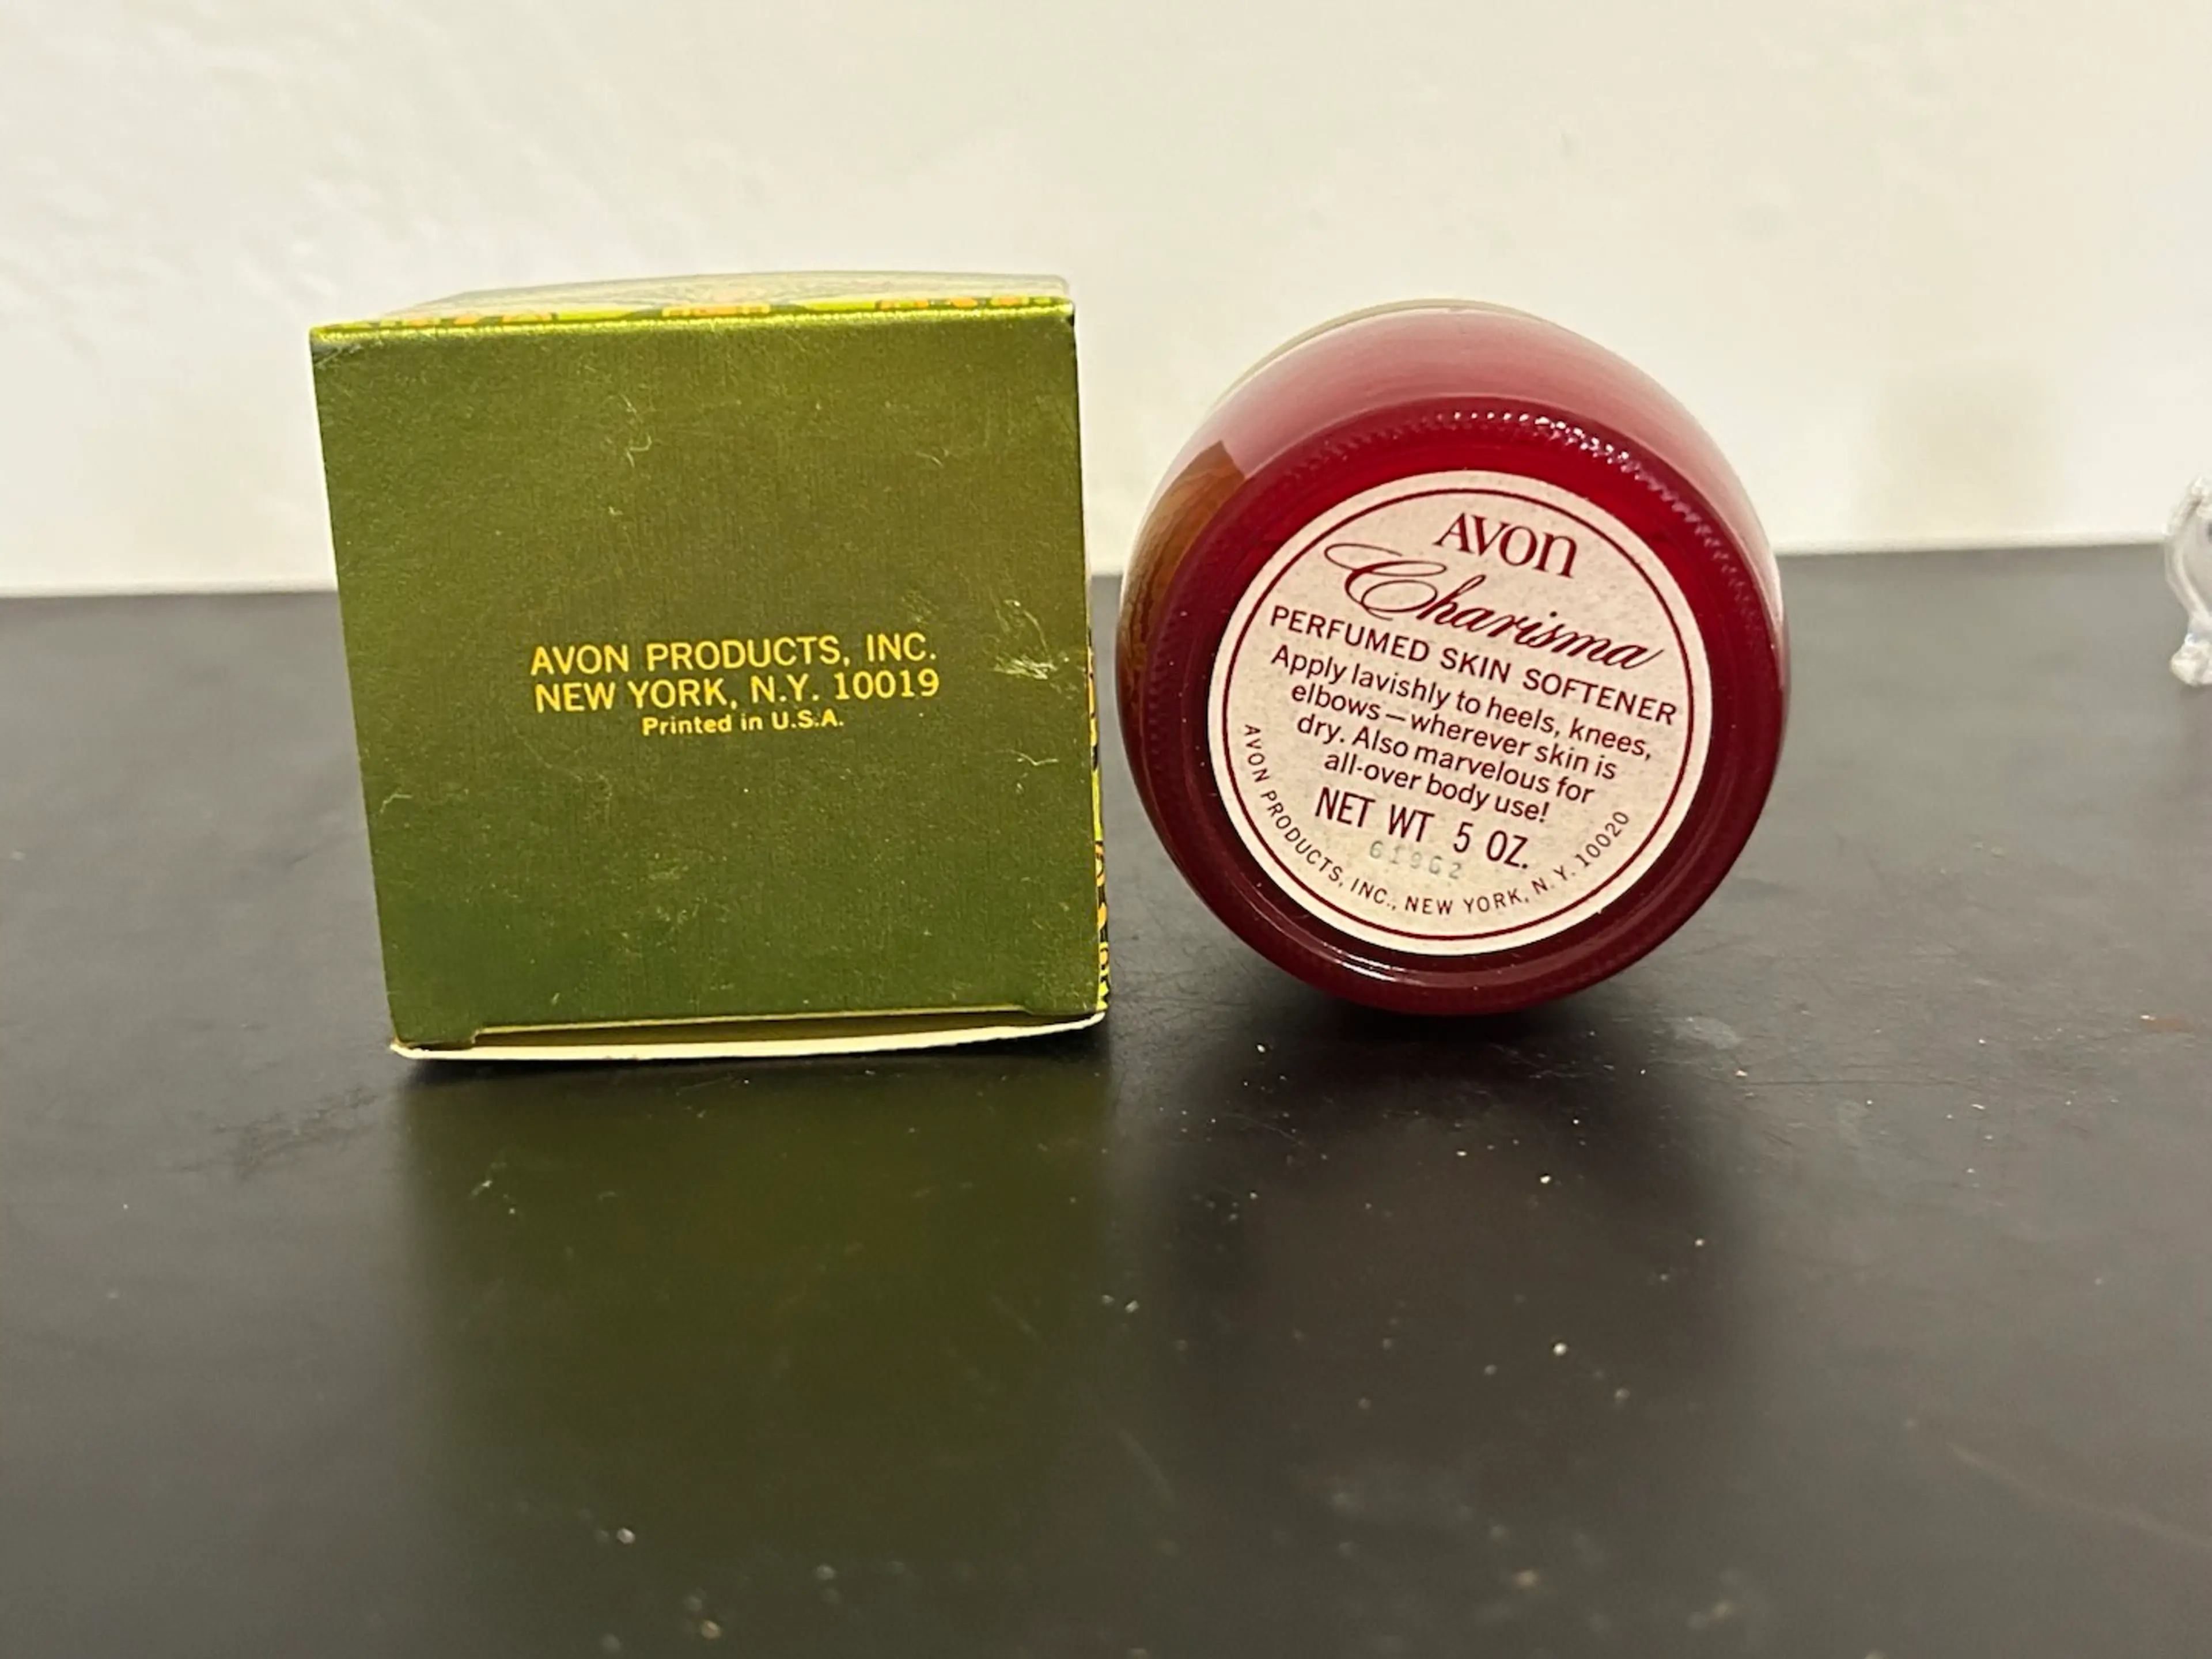 AVON PRODUCTS, INC.
NEW YORK, N.Y. 10019
Printed in U.S.A.
AVON
Charisma
PERFUMED SKIN SOFTENER
Apply lavishly to heels, knees,
elbows—wherever skin is
dry. Also marvelous for
all-over body use!
NET WT 5 OZ.
AVON PRODUCTS, INC., NEW YORK, N.Y. 10020